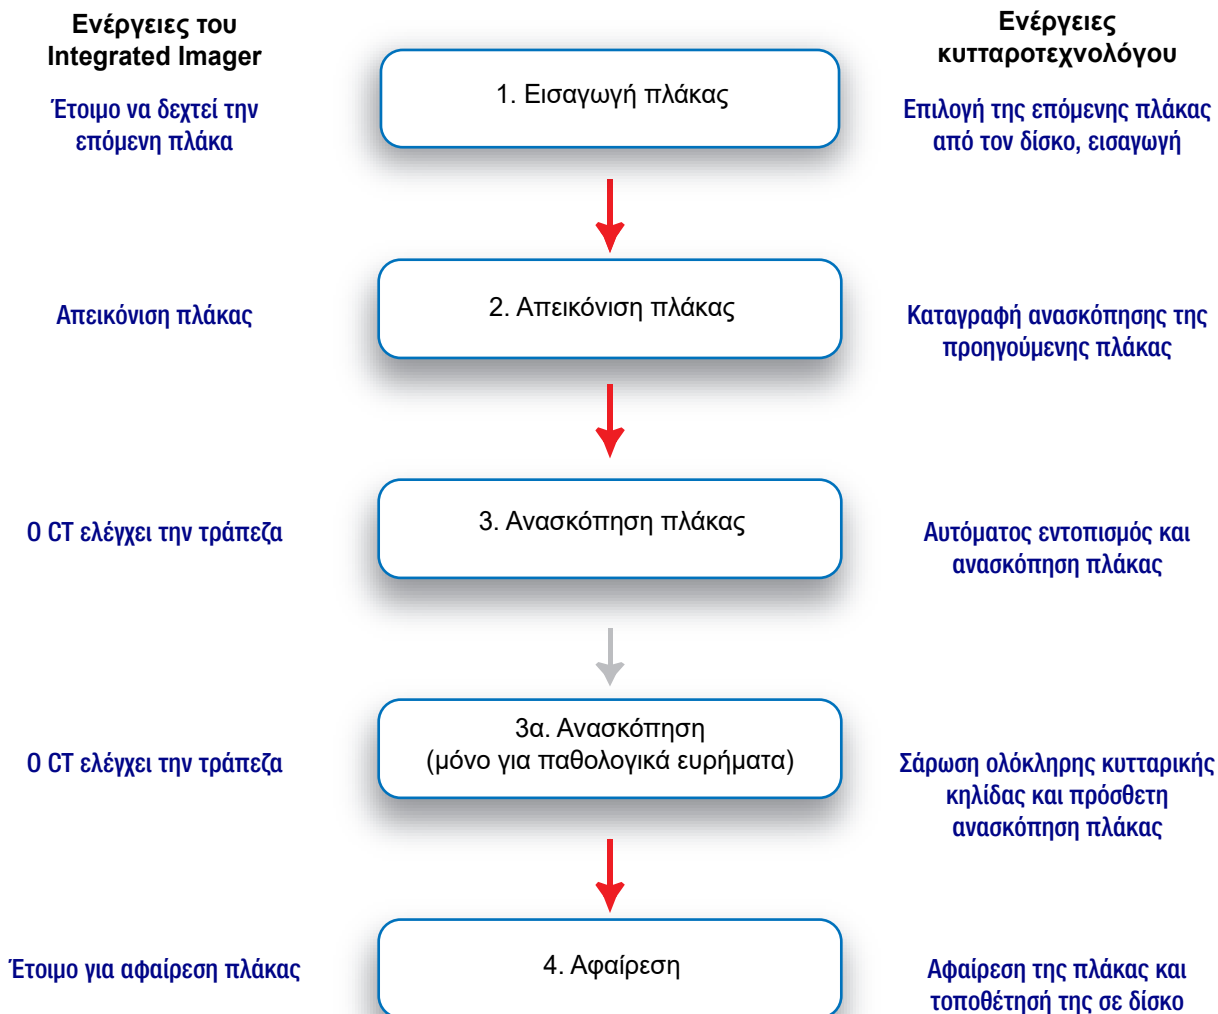 Ενέργειες του
Integrated Imager
Ενέργειες
κυτταροτεχνολόγου
Έτοιμο να δεχτεί την
επόμενη πλάκα
1. Εισαγωγή πλάκας
Επιλογή της επόμενης πλάκας
από τον δίσκο, εισαγωγή
Απεικόνιση πλάκας
2. Απεικόνιση πλάκας
Καταγραφή ανασκόπησης της
προηγούμενης πλάκας
Ο CT ελέγχει την τράπεζα
3. Ανασκόπηση πλάκας
Αυτόματος εντοπισμός και
ανασκόπηση πλάκας
Ο CT ελέγχει την τράπεζα
3α. Ανασκόπηση
(μόνο για παθολογικά ευρήματα)
Σάρωση ολόκληρης κυτταρικής
κηλίδας και πρόσθετη
ανασκόπηση πλάκας
Έτοιμο για αφαίρεση πλάκας
4. Αφαίρεση
Αφαίρεση της πλάκας και
τοποθέτησή της σε δίσκο